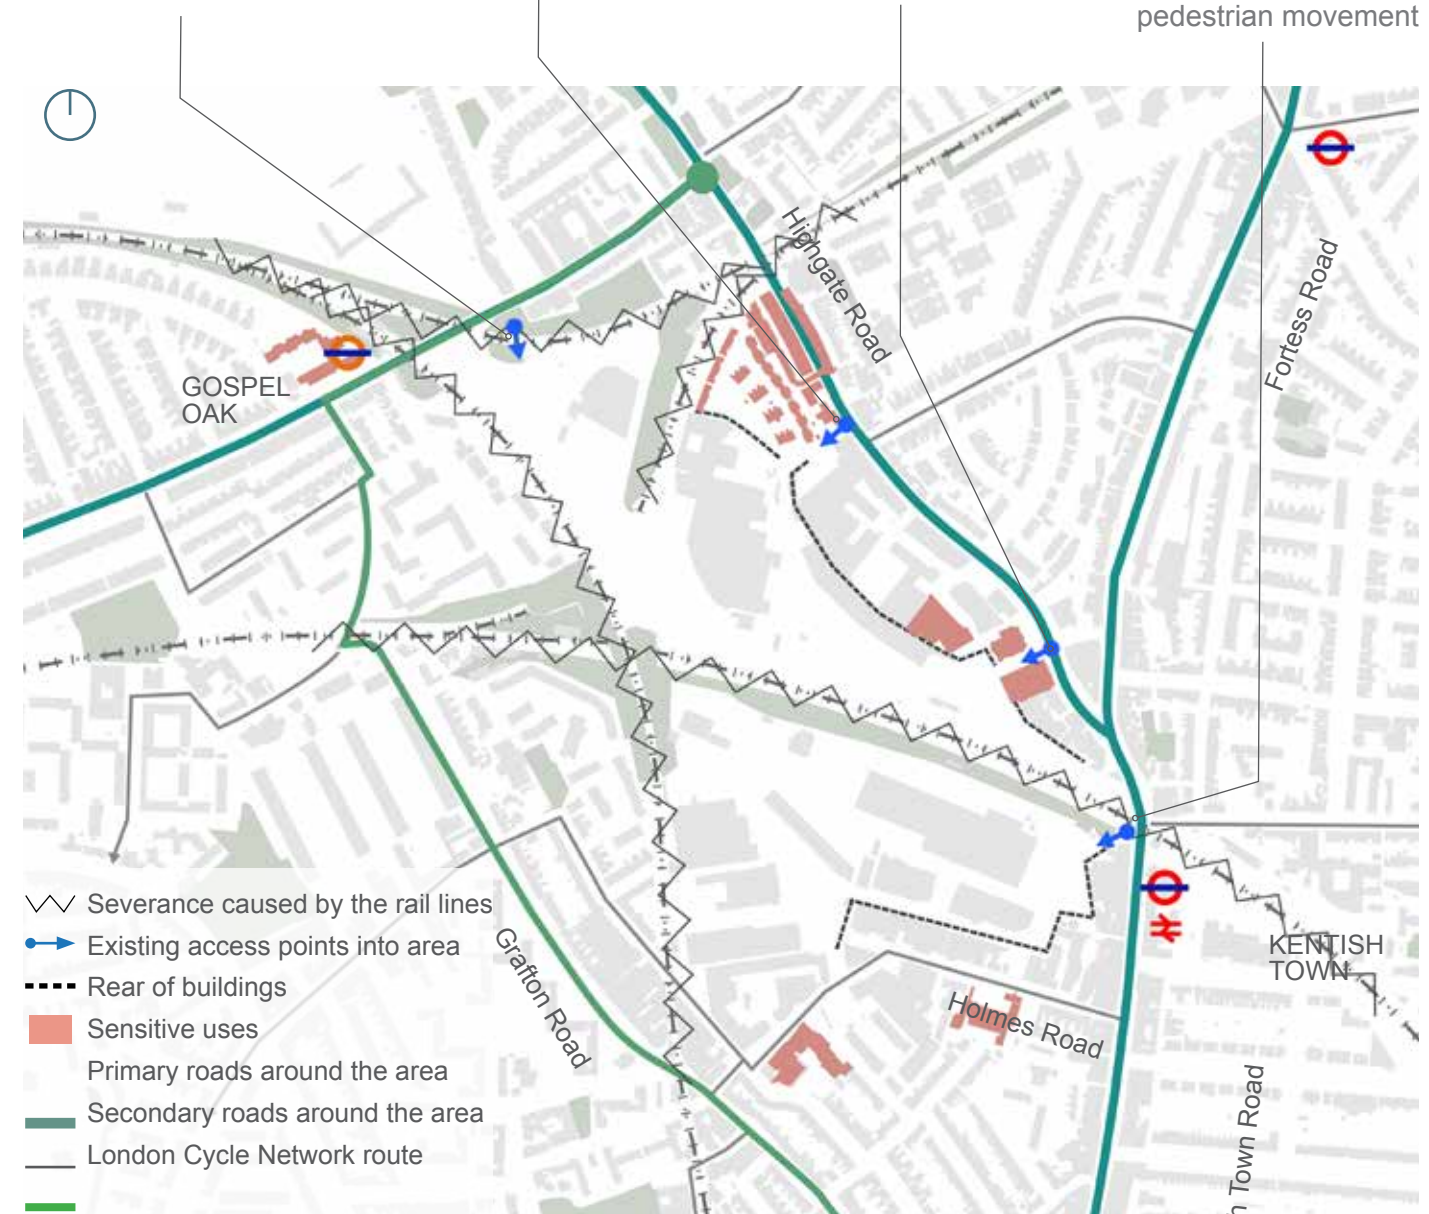 pedestrian movement
Highgate Road
Fortess Road
GOSPEL
OAK
KENTISH
TOWN
Grafton Road
Holmes Road
n Town Road
Severance caused by the rail lines
Existing access points into area
Rear of buildings
Sensitive uses
Primary roads around the area
Secondary roads around the area
London Cycle Network route